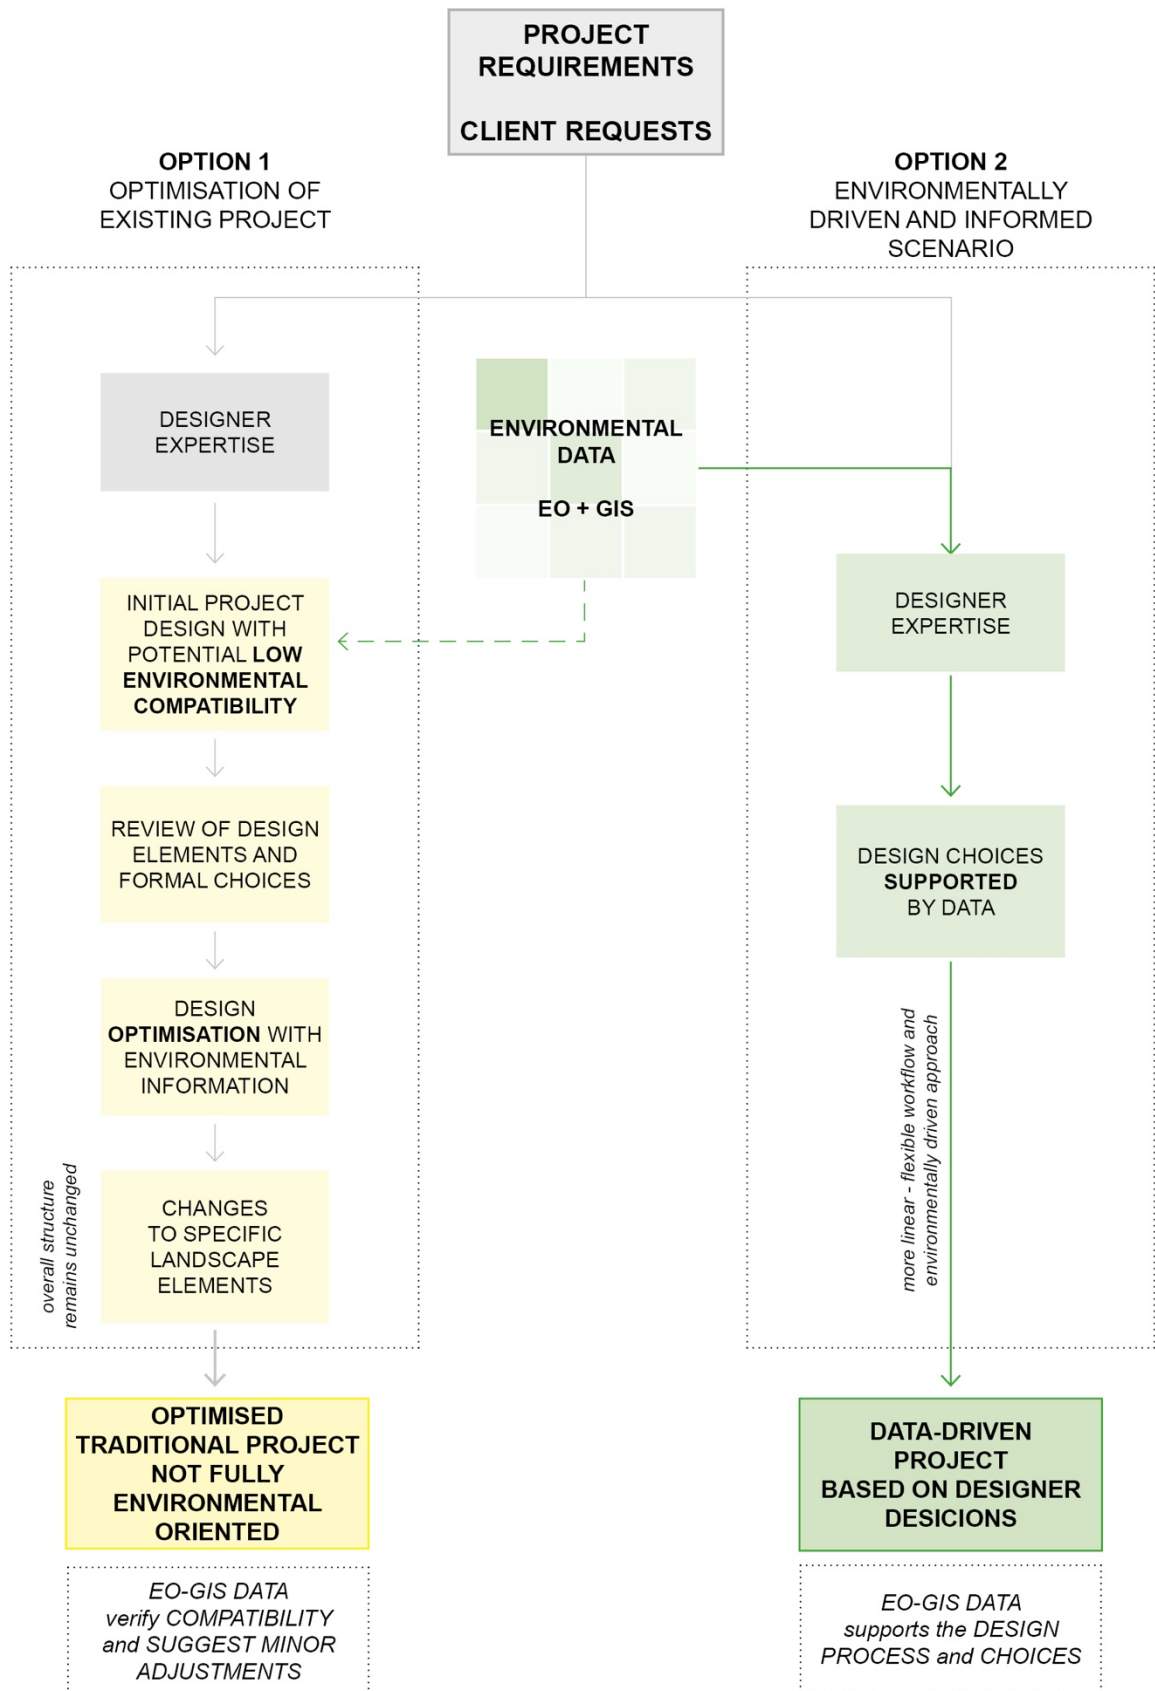 PROJECT
REQUIREMENTS
CLIENT REQUESTS
OPTION 1
OPTIMISATION OF
EXISTING PROJECT
OPTION 2
ENVIRONMENTALLY
DRIVEN AND INFORMED
SCENARIO
DESIGNER
EXPERTISE
ENVIRONMENTAL
DATA
EO + GIS
INITIAL PROJECT
DESIGN WITH
POTENTIAL LOW
ENVIRONMENTAL
COMPATIBILITY
DESIGNER
EXPERTISE
REVIEW OF DESIGN
ELEMENTS AND
FORMAL CHOICES
DESIGN CHOICES
SUPPORTED
BY DATA
DESIGN
OPTIMISATION WITH
ENVIRONMENTAL
INFORMATION
more linear - flexible workflow and
environmentally driven approach
overall structure
remains unchanged
CHANGES
TO SPECIFIC
LANDSCAPE
ELEMENTS
OPTIMISED
TRADITIONAL PROJECT
NOT FULLY
ENVIRONMENTAL
ORIENTED
DATA-DRIVEN
PROJECT
BASED ON DESIGNER
DESICIONS
EO-GIS DATA
verify COMPATIBILITY
and SUGGEST MINOR
ADJUSTMENTS
EO-GIS DATA
supports the DESIGN
PROCESS and CHOICES